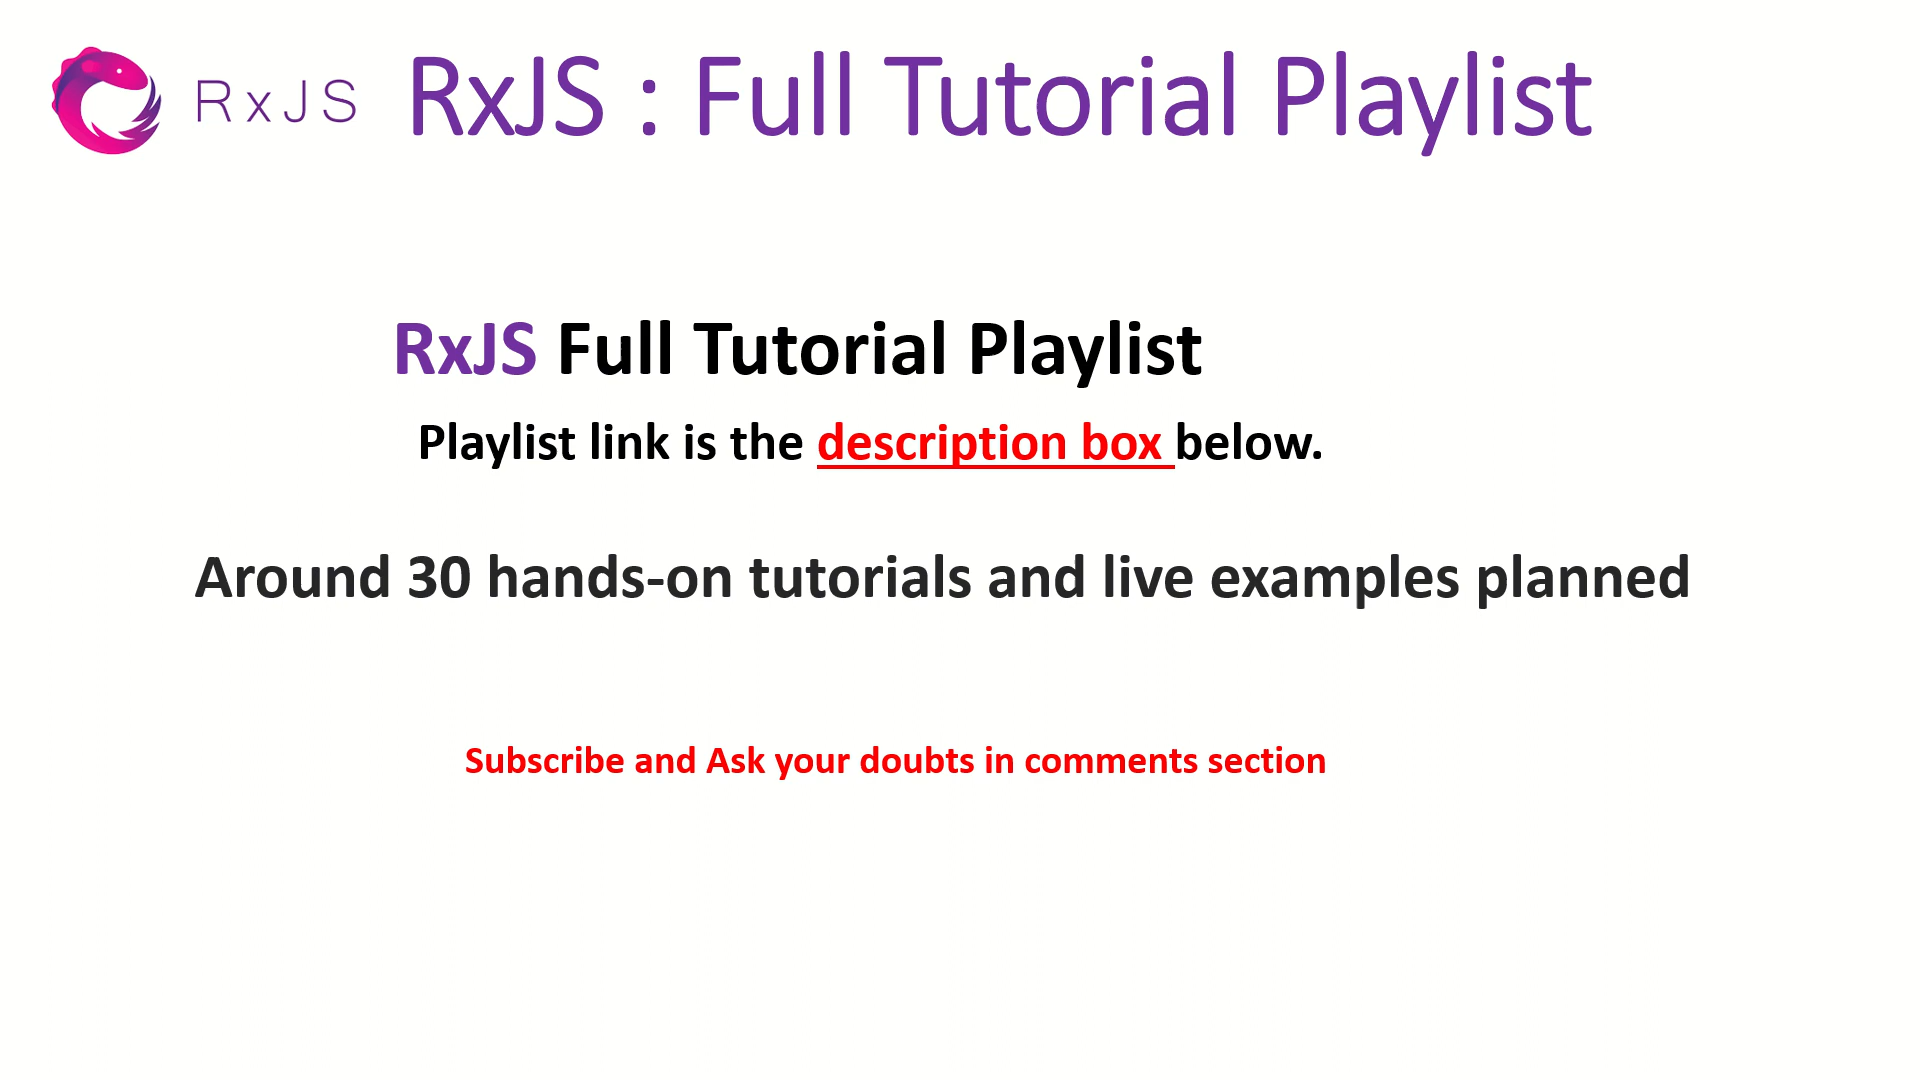 RxJS RxJS : Full Tutorial Playlist
RxJS Full Tutorial Playlist
Playlist link is the description box below.
Around 30 hands-on tutorials and live examples planned
Subscribe and Ask your doubts in comments section